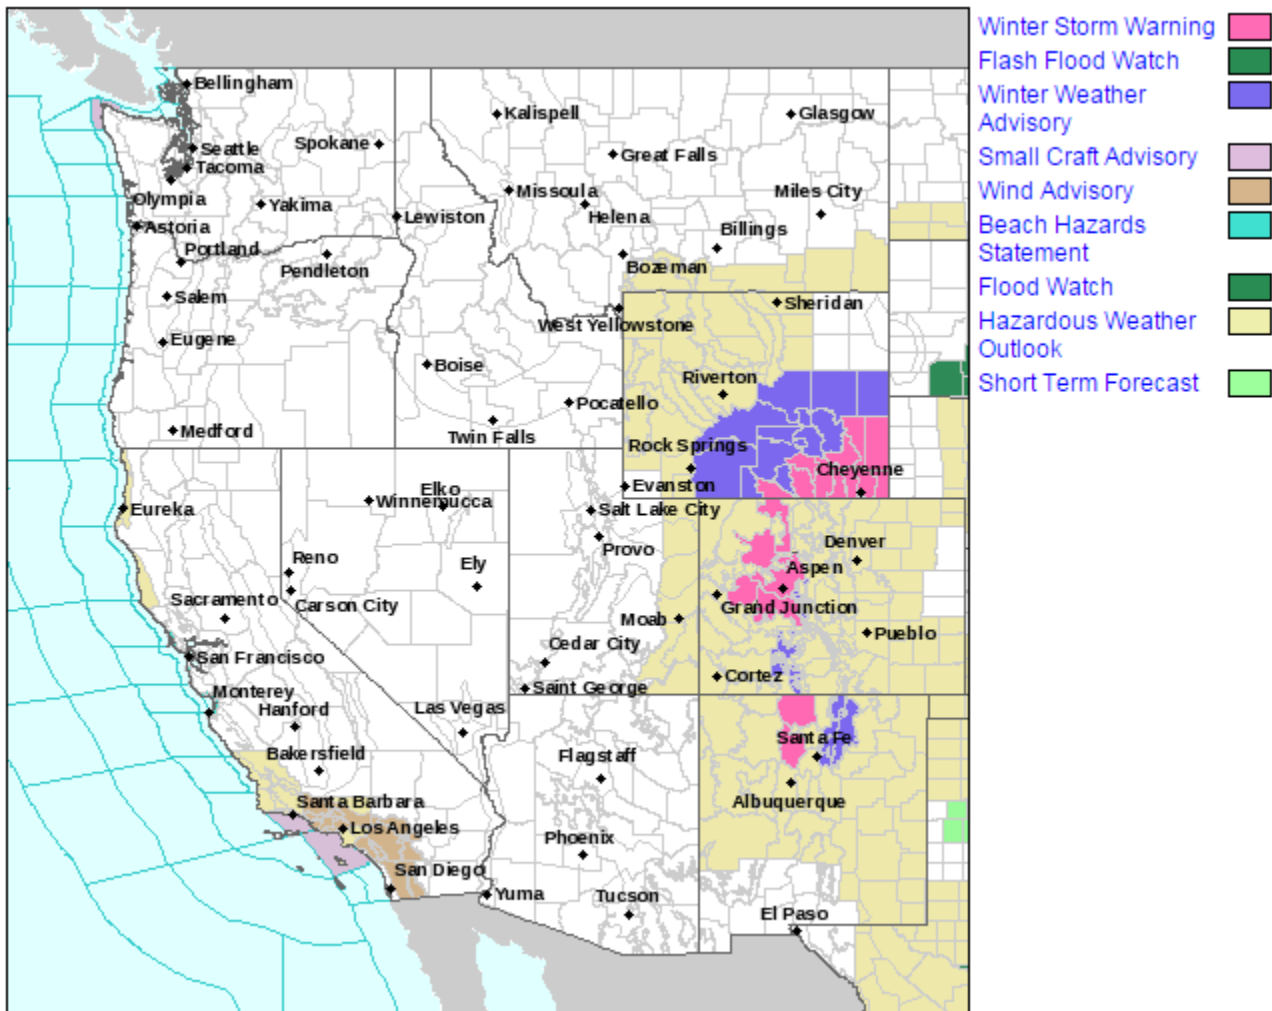 Bellingham
Kalispell
Glasgow
Seattle
Spokane
Great Falls
Tacoma
Missoula
Miles City
Olympia
Yakima
Lewiston
Helena
Astoria
Billings
Portland
Pendleton
Bozeman
Salem
Sheridan
West Yellowstone
Eugene
Boise
Riverton
Pocatello
Medford
Twin Falls
Rock Springs
Cheyenne
Evanston
Elko
Winnemucca
Eureka
Salt Lake City
Provo
Denver
Reno
Ely
Aspen
Sacramento
Carson City
Grand Junction
Moab
Pueblo
Cedar City
San Francisco
Cortez
Saint George
Monterey
Hanford
Las Vegas
Santa Fe
Bakersfield
Flagstaff
Santa Barbara
Albuquerque
Los Angeles
Phoenix
San Diego
Yuma
Tucson
El Paso
Winter Storm Warning
Flash Flood Watch
Winter Weather
Advisory
Small Craft Advisory
Wind Advisory
Beach Hazards
Statement
Flood Watch
Hazardous Weather
Outlook
Short Term Forecast